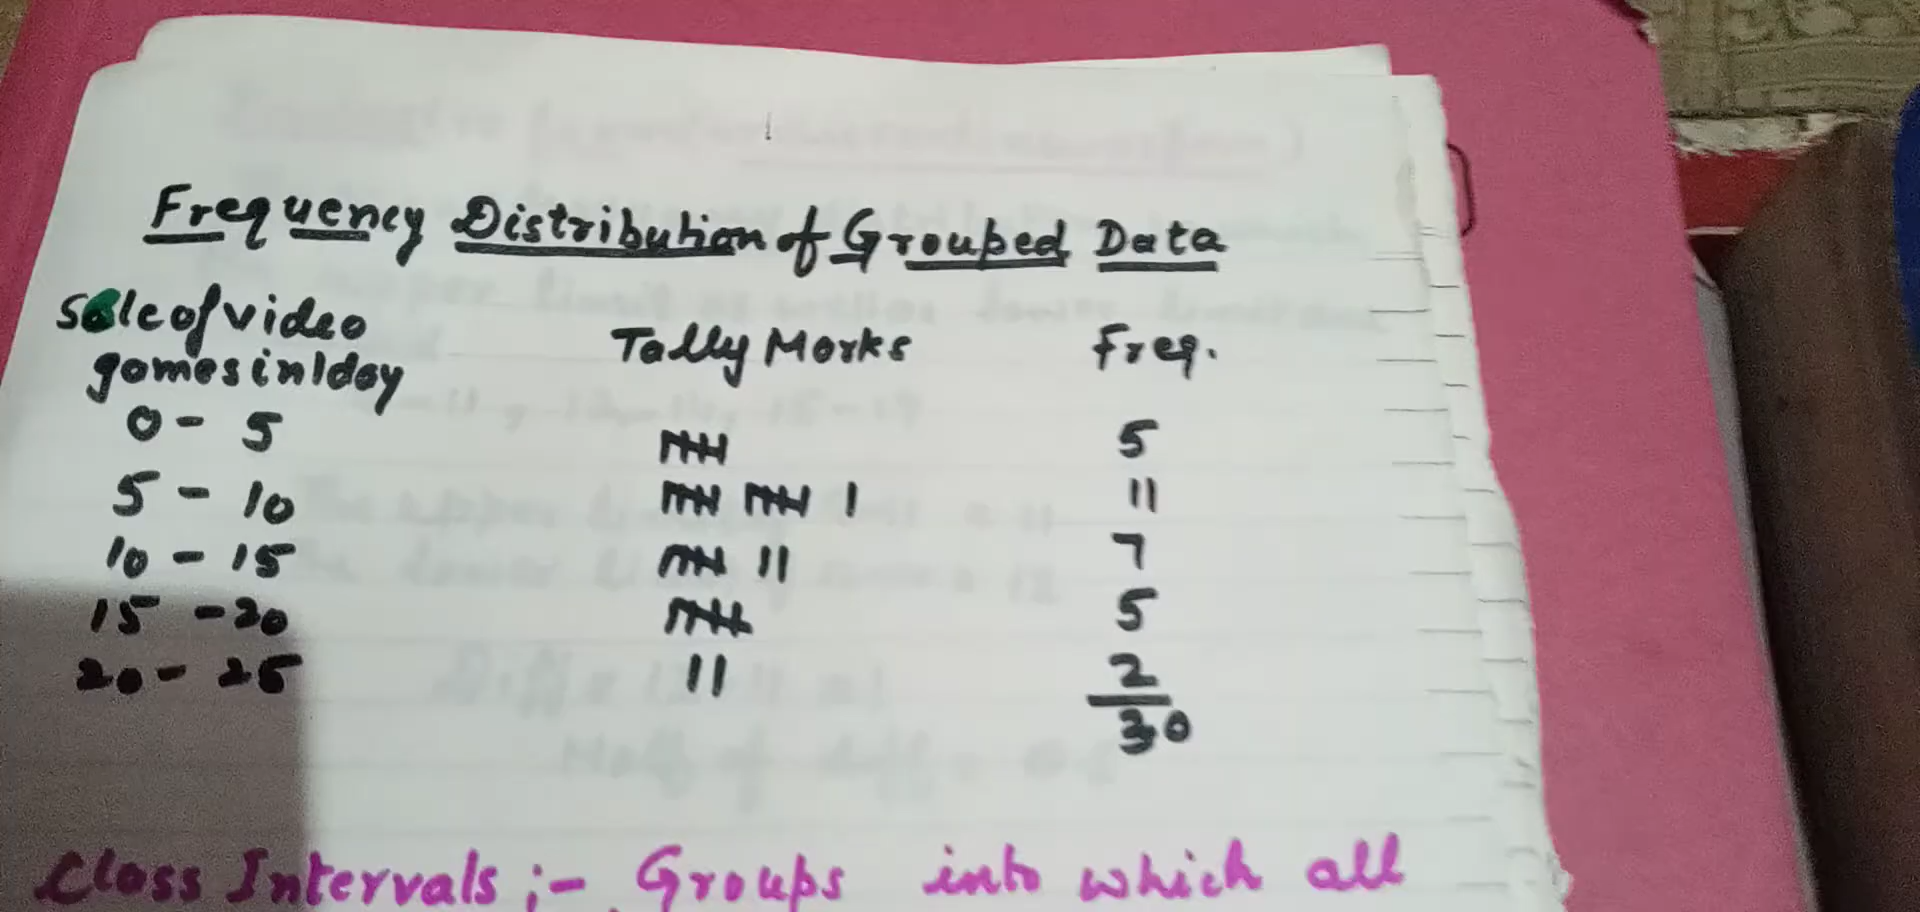 Frequency Distribution of Grouped Data
Sale of video games in 1 day Tally Marks Freq.
0 - 5 𝍸 5
5 - 10 𝍸 𝍸 | 11
10 - 15 𝍸 || 7
15 - 20 𝍸 5
20 - 25 || 2
30
Class Intervals :- Groups into which all